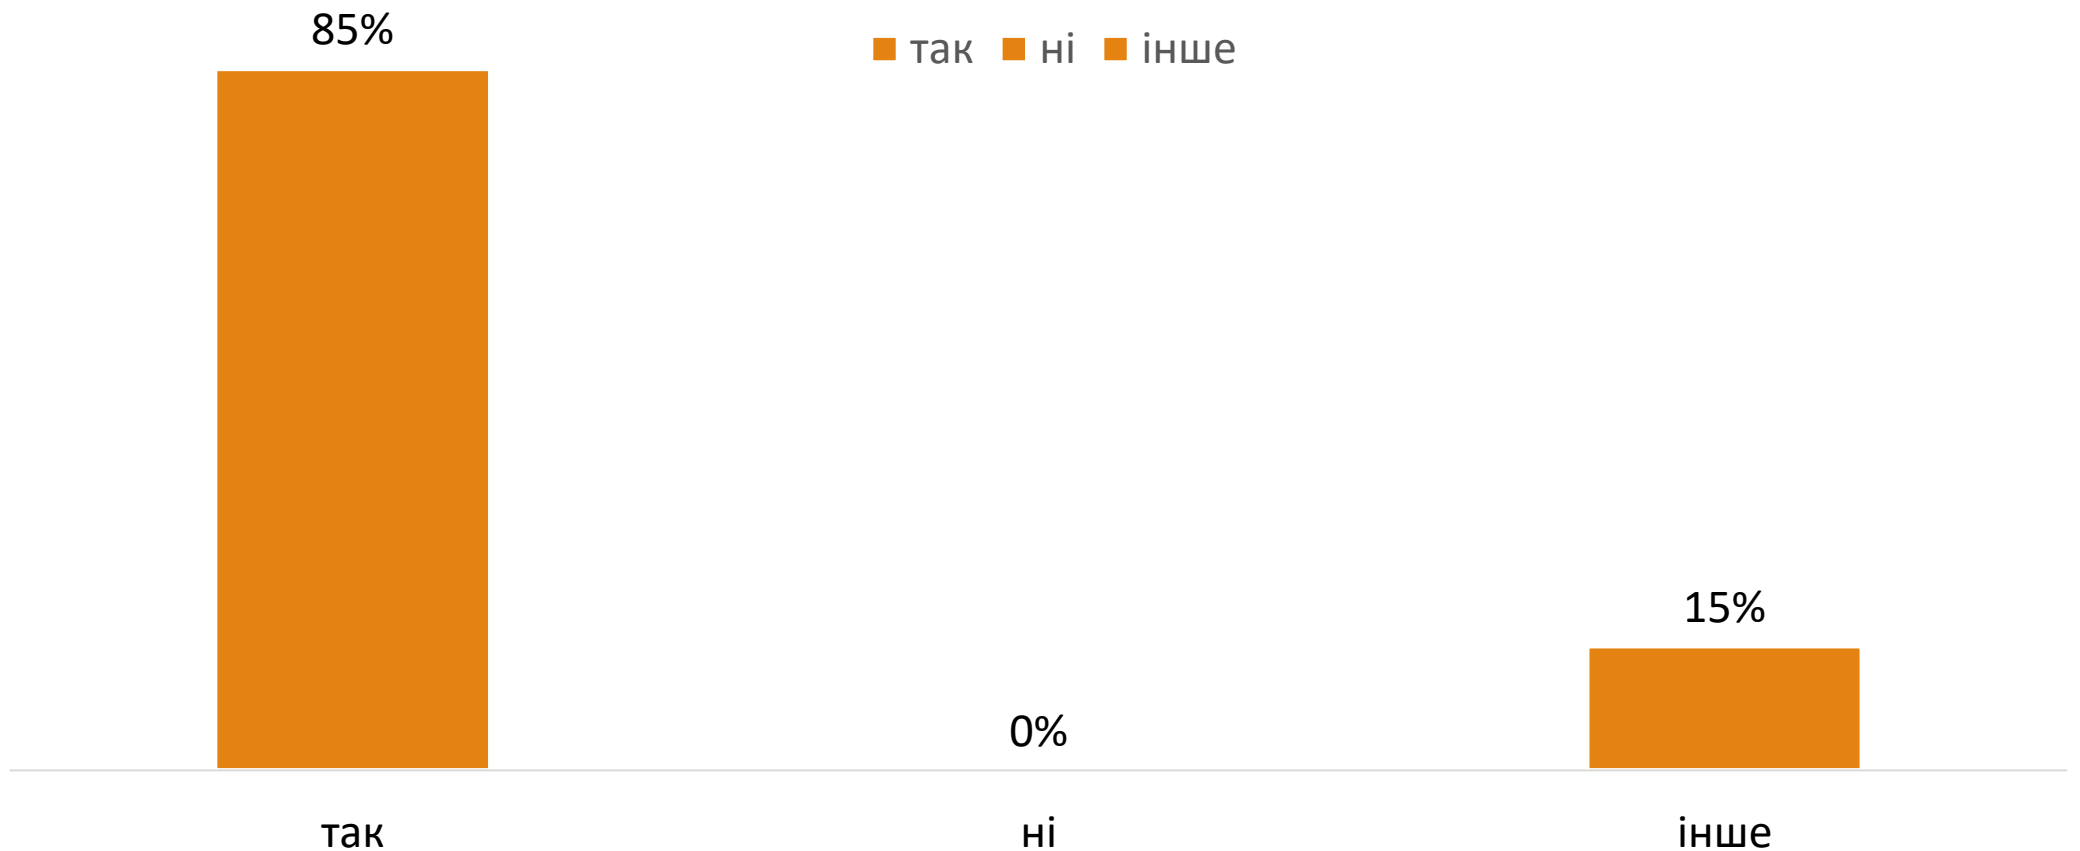 85%
так ні інше
15%
0%
так ні інше